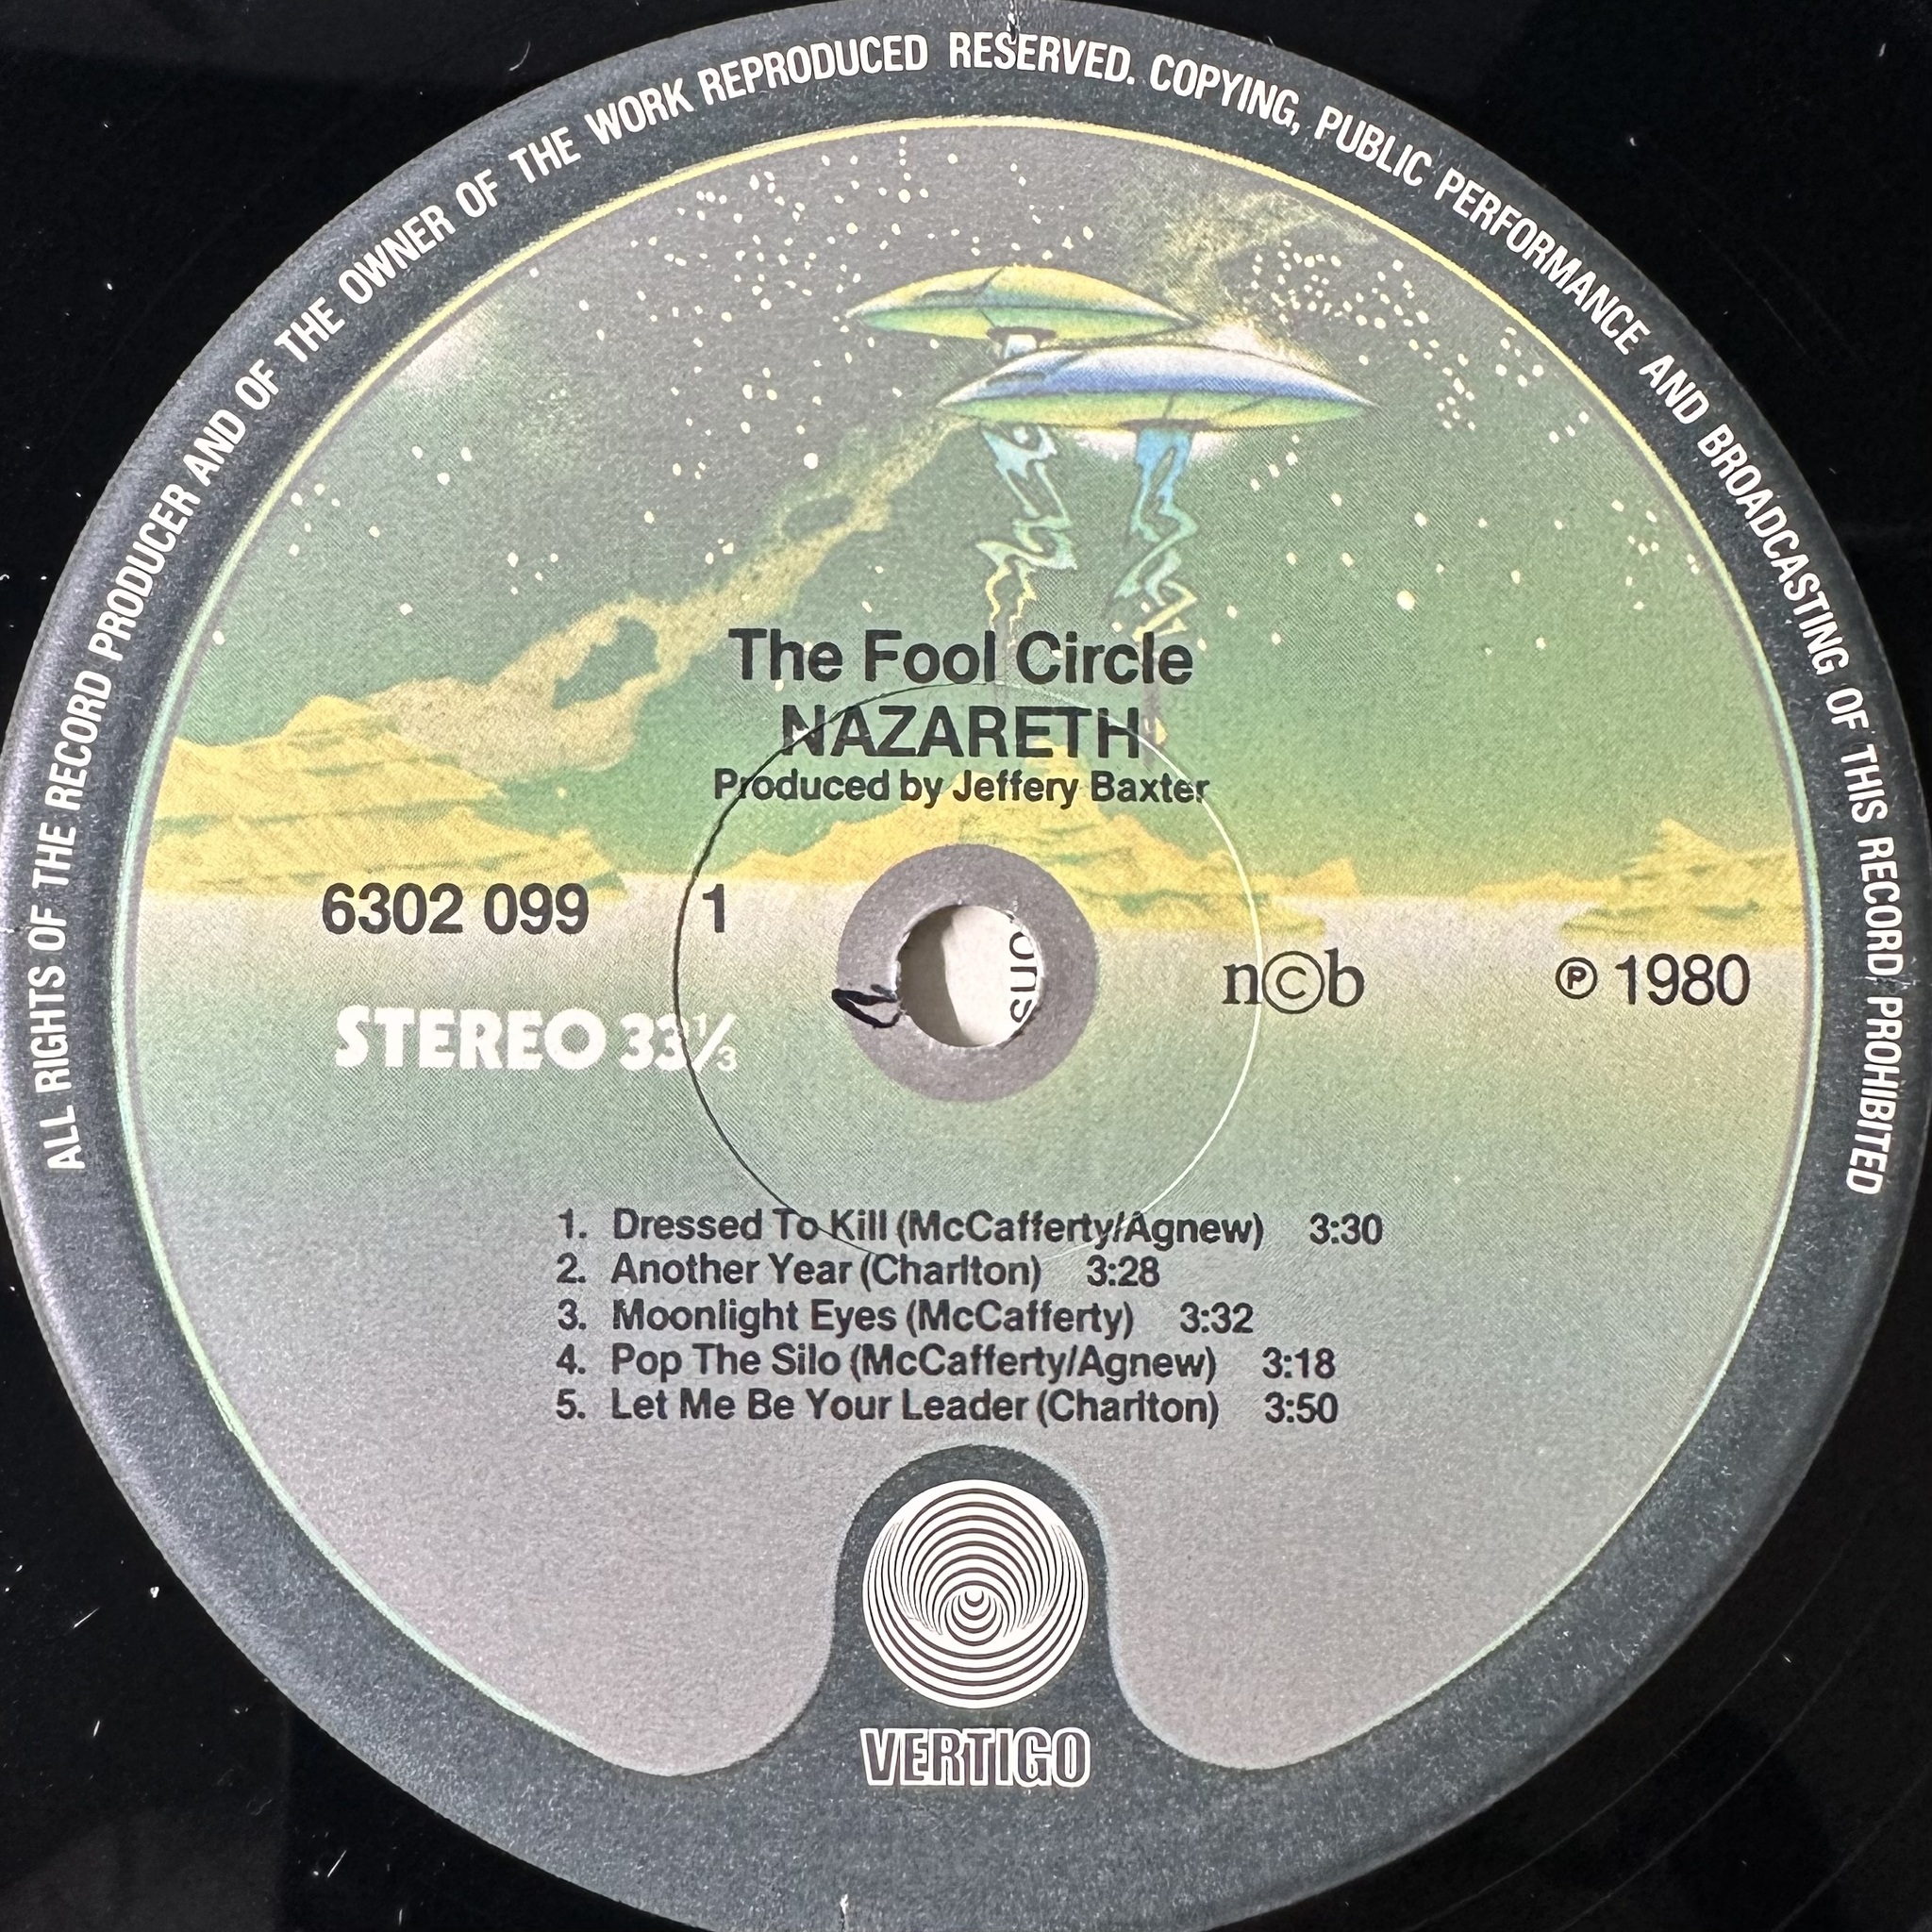 ALL RIGHTS OF THE RECORD PRODUCER AND OF THE OWNER OF THE WORK REPRODUCED RESERVED. COPYING, PUBLIC PERFORMANCE AND BROADCASTING OF THIS RECORD PROHIBITED
The Fool Circle
NAZARETH
Produced by Jeffery Baxter
6302 099 1
n©b
℗ 1980
STEREO 33⅓
1. Dressed To Kill (McCafferty/Agnew) 3:30
2. Another Year (Charlton) 3:28
3. Moonlight Eyes (McCafferty) 3:32
4. Pop The Silo (McCafferty/Agnew) 3:18
5. Let Me Be Your Leader (Charlton) 3:50
VERTIGO